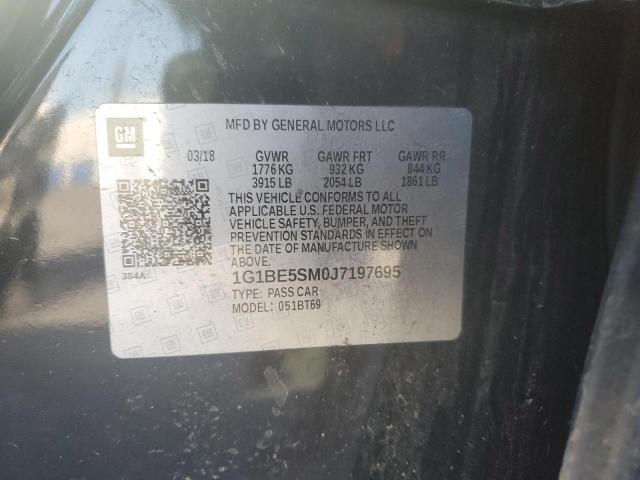 GM
MFD BY GENERAL MOTORS LLC
03/18 GVWR GAWR FRT GAWR RR
1776 KG 932 KG 844 KG
3915 LB 2054 LB 1861 LB
THIS VEHICLE CONFORMS TO ALL
APPLICABLE U.S. FEDERAL MOTOR
VEHICLE SAFETY, BUMPER, AND THEFT
PREVENTION STANDARDS IN EFFECT ON
THE DATE OF MANUFACTURE SHOWN
ABOVE.
384A
1G1BE5SM0J7197695
TYPE: PASS CAR
MODEL: 051BT69